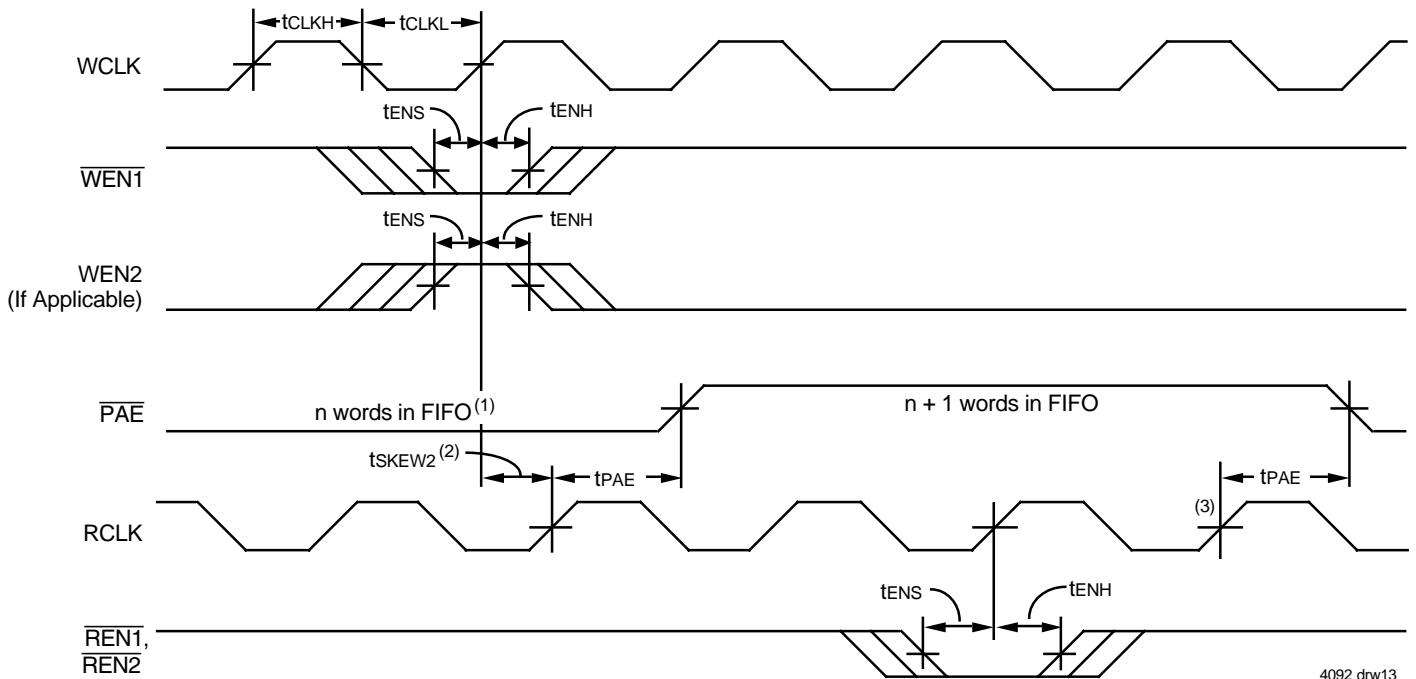 tCLKH
tCLKL
WCLK
tENS
tENH
WEN1
tENS
tENH
WEN2
(If Applicable)
PAE
n words in FIFO (1)
n + 1 words in FIFO
tSKEW2 (2)
tPAE
tPAE
(3)
RCLK
tENS
tENH
REN1,
REN2
4092 drw13